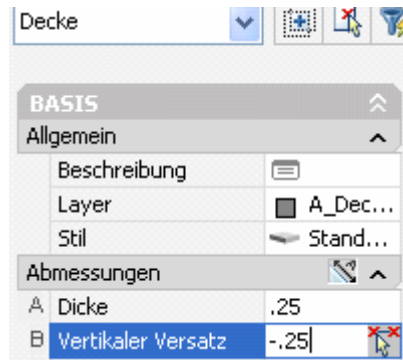 Decke
BASIS
Allgemein
Beschreibung
Layer A_Dec...
Stil Stand...
Abmessungen
A Dicke .25
B Vertikaler Versatz -.25